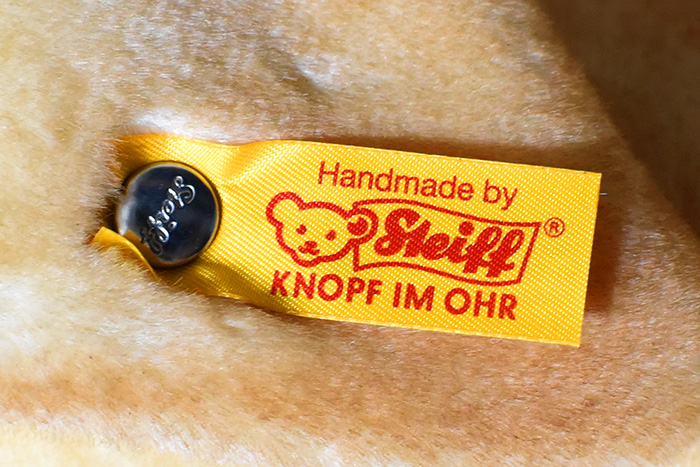 Steiff
Handmade by
Steiff ®
KNOPF IM OHR